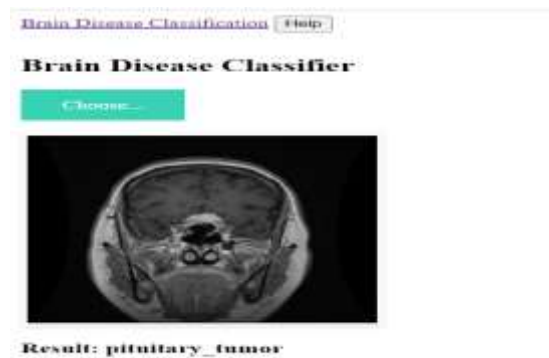 Brain Disease Classification Help
Brain Disease Classifier
Choose...
Result: pituitary_tumor